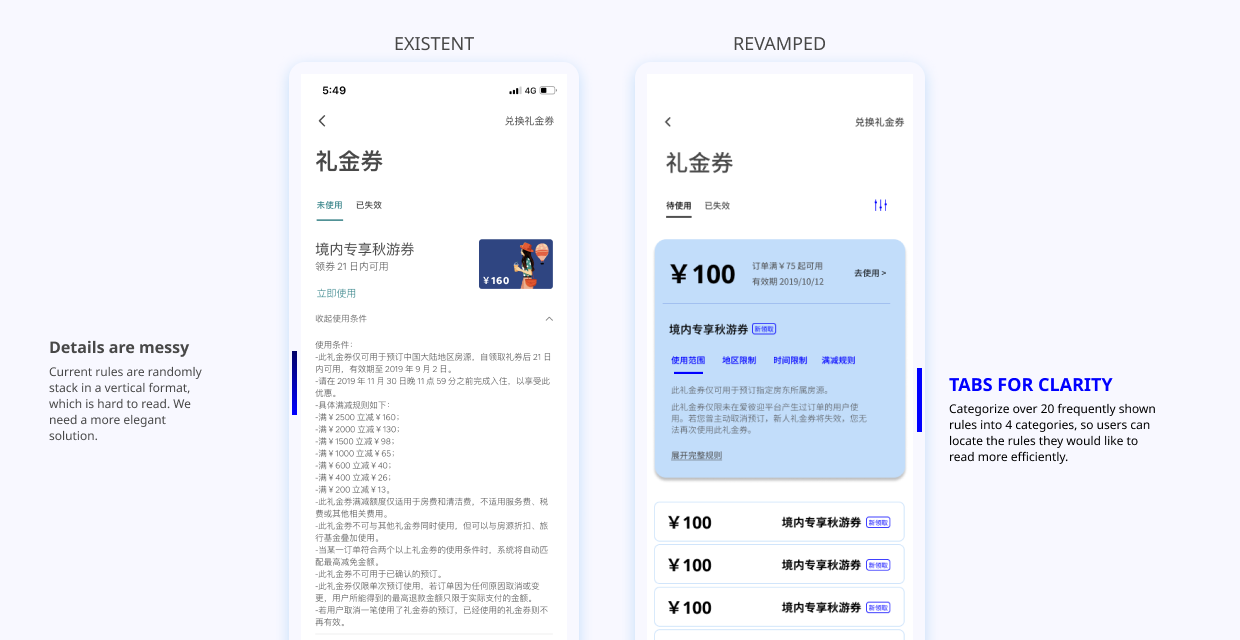 EXISTENT
REVAMPED
5:49
4G
兑换礼金券
礼金券
未使用 已失效
境内专享秋游券
领券 21 日内可用
¥160
立即使用
收起使用条件
使用条件：
-此礼金券仅可用于预订中国大陆地区房源，自领取礼券后 21 日
内可用，有效期至 2019 年 9 月 2 日。
-请在 2019 年 11 月 30 日晚 11 点 59 分之前完成入住，以享受此
优惠。
-具体满减规则如下：
-满¥2500 立减¥160；
-满¥2000 立减¥130；
-满¥1500 立减¥98；
-满¥1000 立减¥65；
-满¥600 立减¥40；
-满¥400 立减¥26；
-满¥200 立减¥13。
-此礼金券满减额度仅适用于房费和清洁费，不适用服务费、税
费或其他相关费用。
-此礼金券不可与其他礼金券同时使用，但可以与房源折扣、旅
行基金叠加使用。
-当某一订单符合两个以上礼金券的使用条件时，系统将自动匹
配最高减免金额。
-此礼金券不可用于已确认的预订。
-此礼金券仅限单次预订使用，若订单因为任何原因取消或变
更，用户所能得到的最高退款金额只限于实际支付的金额。
-若用户取消一笔使用了礼金券的预订，已经使用的礼金券则不
再有效。
Details are messy
Current rules are randomly
stack in a vertical format,
which is hard to read. We
need a more elegant
solution.
兑换礼金券
礼金券
待使用 已失效
¥100
订单满¥75 起可用
有效期 2019/10/12
去使用 >
境内专享秋游券 新领取
使用范围 地区限制 时间限制 满减规则
此礼金券仅可用于预订指定房东所属房源。
此礼金券仅限未在爱彼迎平台产生过订单的用户使
用。若您曾主动取消预订，新人礼金券将失效，您无
法再次使用此礼金券。
展开完整规则
¥100 境内专享秋游券 新领取
¥100 境内专享秋游券 新领取
¥100 境内专享秋游券 新领取
TABS FOR CLARITY
Categorize over 20 frequently shown
rules into 4 categories, so users can
locate the rules they would like to
read more efficiently.